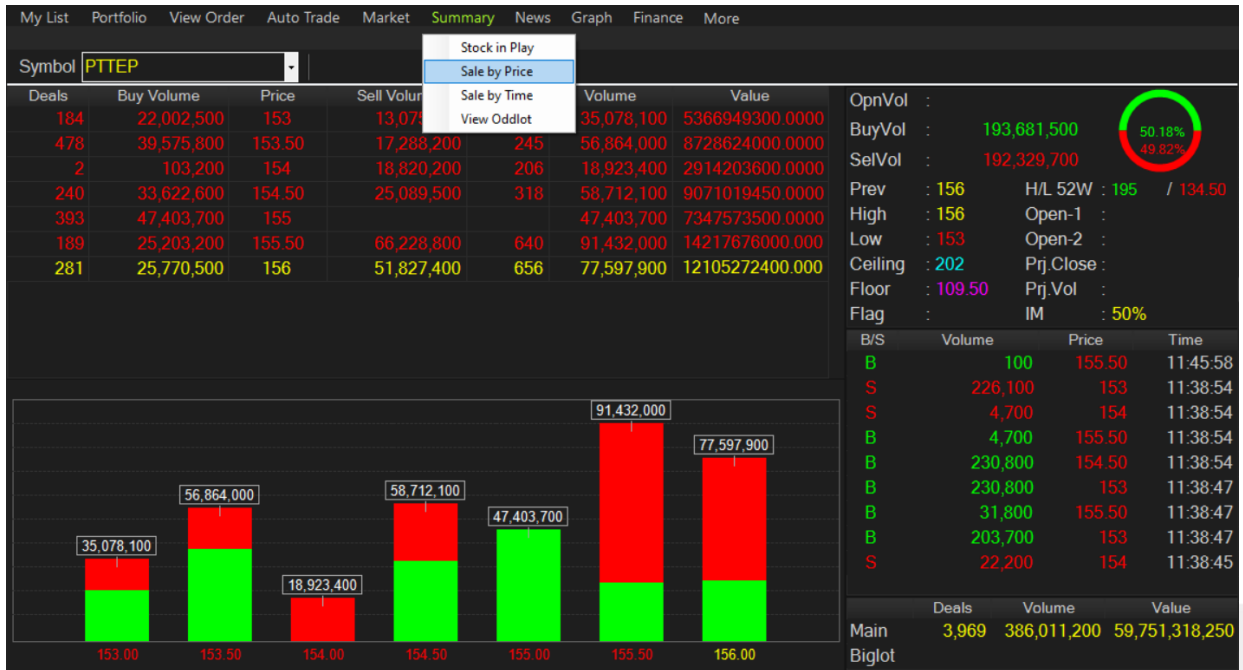 My List Portfolio View Order Auto Trade Market Summary News Graph Finance More
Stock in Play
Sale by Price
Sale by Time
View Oddlot
Symbol PTTEP
Deals Buy Volume Price Sell Volur Volume Value
184 22,002,500 153 13,075 35,078,100 5366949300.0000
478 39,575,800 153.50 17,288,200 245 56,864,000 8728624000.0000
2 103,200 154 18,820,200 206 18,923,400 2914203600.0000
240 33,622,600 154.50 25,089,500 318 58,712,100 9071019450.0000
393 47,403,700 155 47,403,700 7347573500.0000
189 25,203,200 155.50 66,228,800 640 91,432,000 14217676000.000
281 25,770,500 156 51,827,400 656 77,597,900 12105272400.000
OpnVol :
BuyVol : 193,681,500
SelVol : 192,329,700
50.18%
49.82%
Prev : 156 H/L 52W : 195 / 134.50
High : 156 Open-1 :
Low : 153 Open-2 :
Ceiling : 202 Prj.Close :
Floor : 109.50 Prj.Vol :
Flag : IM : 50%
B/S Volume Price Time
B 100 155.50 11:45:58
S 226,100 153 11:38:54
S 4,700 154 11:38:54
B 4,700 155.50 11:38:54
B 230,800 154.50 11:38:54
B 230,800 153 11:38:47
B 31,800 155.50 11:38:47
B 203,700 153 11:38:47
S 22,200 154 11:38:45
Deals Volume Value
Main 3,969 386,011,200 59,751,318,250
Biglot
35,078,100
56,864,000
18,923,400
58,712,100
47,403,700
91,432,000
77,597,900
153.00 153.50 154.00 154.50 155.00 155.50 156.00